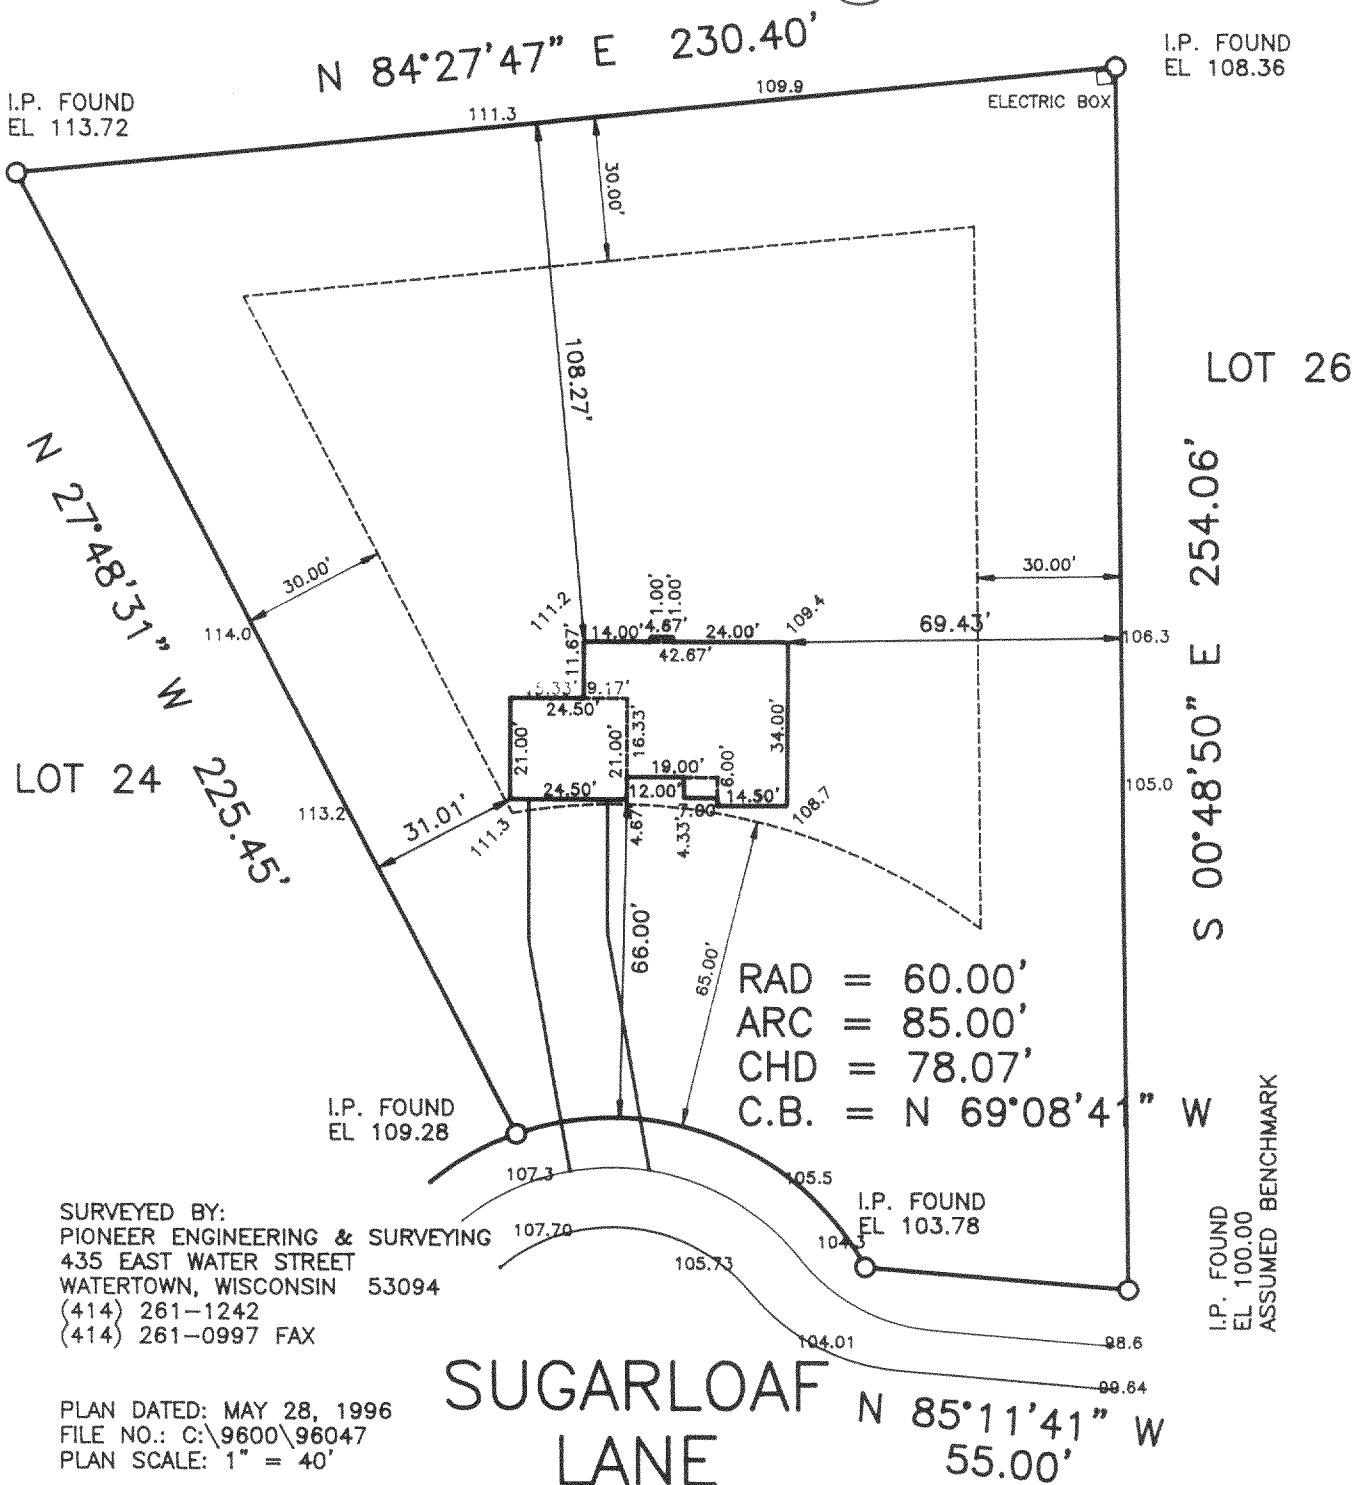 N 84°27'47" E 230.40'
I.P. FOUND
EL 108.36
I.P. FOUND
EL 113.72
111.3
109.9
ELECTRIC BOX
30.00'
108.27'
LOT 26
N 27°48'31" W 225.45'
S 00°48'50" E 254.06'
30.00'
30.00'
114.0
111.2
1.00'
1.00'
109.4
69.43'
106.3
14.00'
4.67'
24.00'
42.67'
11.67'
15.33'
9.17'
24.50'
21.00'
21.00'
16.33'
34.00'
19.00'
6.00'
24.50'
12.00'
14.50'
7.00
4.67'
4.33'
108.7
LOT 24
113.2
31.01'
111.3
105.0
66.00'
65.00'
RAD = 60.00'
ARC = 85.00'
CHD = 78.07'
C.B. = N 69°08'41" W
I.P. FOUND
EL 109.28
107.3
105.5
I.P. FOUND
EL 103.78
104.3
107.70
105.73
104.01
98.6
99.64
I.P. FOUND
EL 100.00
ASSUMED BENCHMARK
SURVEYED BY:
PIONEER ENGINEERING & SURVEYING
435 EAST WATER STREET
WATERTOWN, WISCONSIN 53094
(414) 261-1242
(414) 261-0997 FAX
PLAN DATED: MAY 28, 1996
FILE NO.: C:\9600\96047
PLAN SCALE: 1" = 40'
SUGARLOAF
LANE
N 85°11'41" W
55.00'